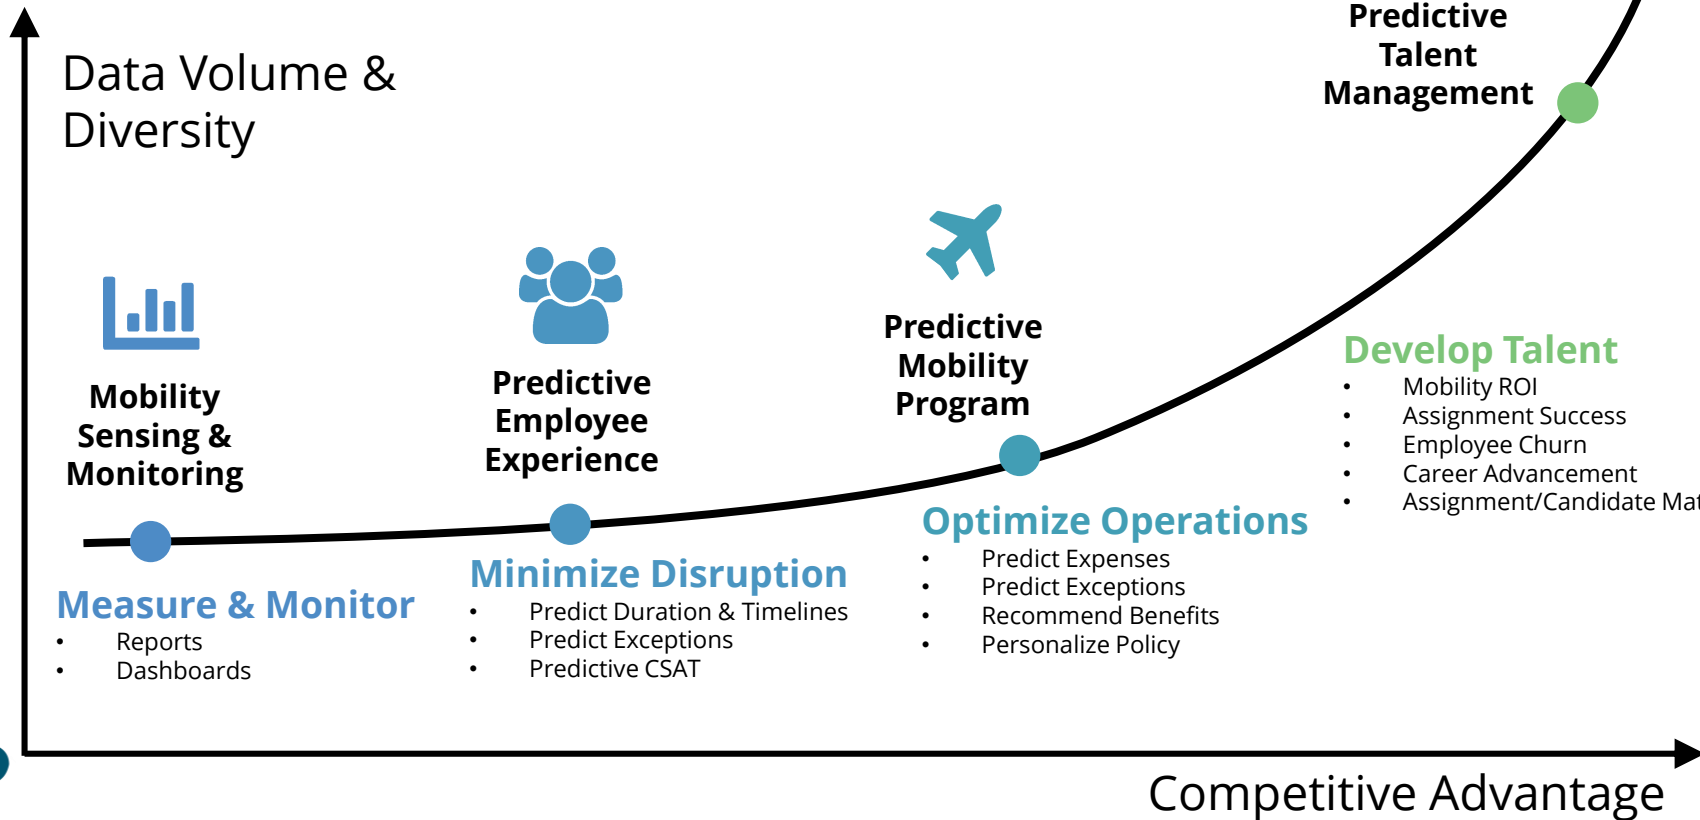 Data Volume &
Diversity
Mobility
Sensing &
Monitoring
Measure & Monitor
• Reports
• Dashboards
Predictive
Employee
Experience
Minimize Disruption
• Predict Duration & Timelines
• Predict Exceptions
• Predictive CSAT
Predictive
Mobility
Program
Optimize Operations
• Predict Expenses
• Predict Exceptions
• Recommend Benefits
• Personalize Policy
Predictive
Talent
Management
Develop Talent
• Mobility ROI
• Assignment Success
• Employee Churn
• Career Advancement
• Assignment/Candidate
Competitive Advantage